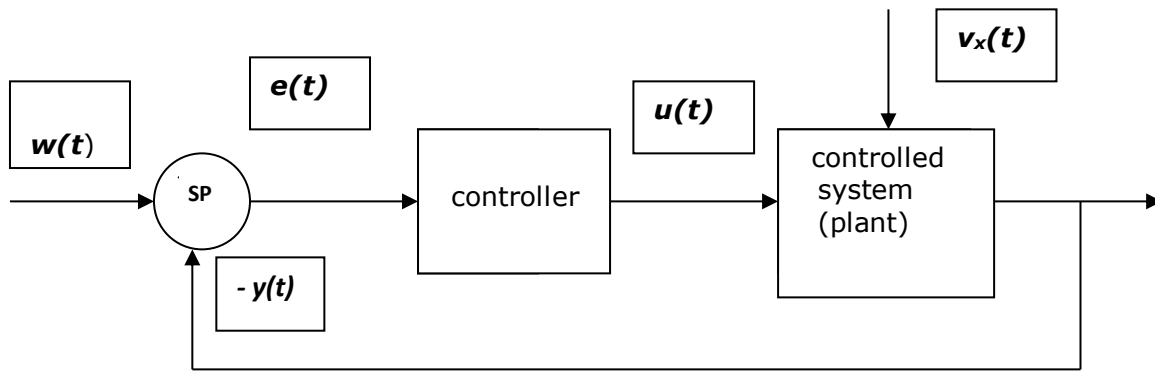 w(t)
e(t)
SP
- y(t)
controller
u(t)
controlled
system
(plant)
vₓ(t)